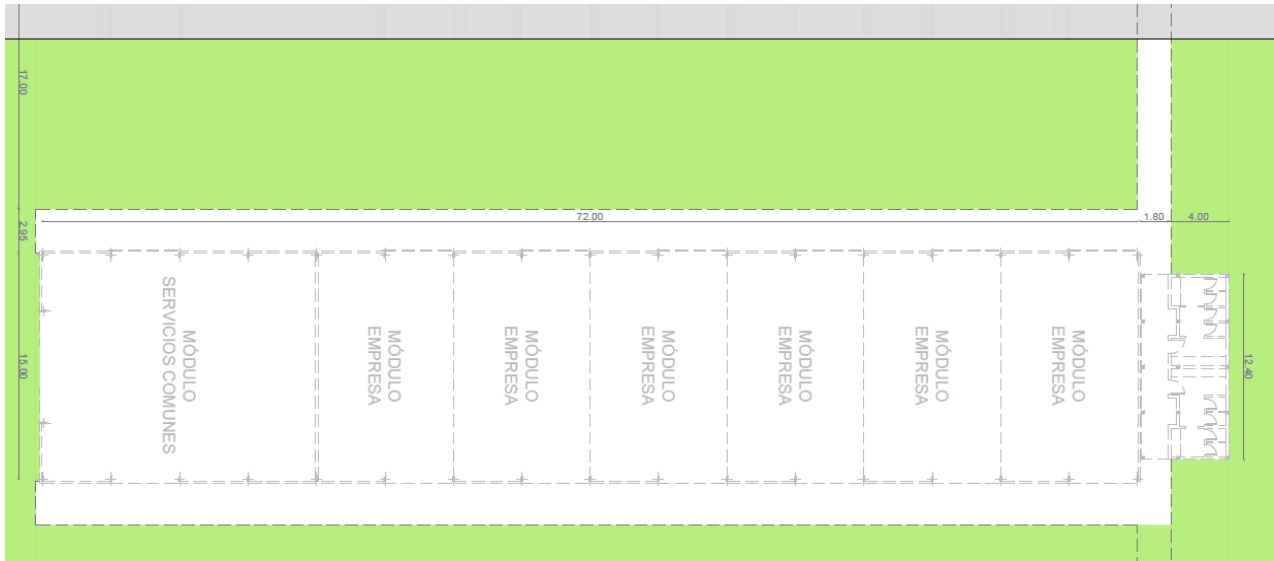 17.00
2.95
15.00
72.00
1.80
4.00
12.40
MÓDULO
SERVICIOS COMUNES
MÓDULO
EMPRESA
MÓDULO
EMPRESA
MÓDULO
EMPRESA
MÓDULO
EMPRESA
MÓDULO
EMPRESA
MÓDULO
EMPRESA